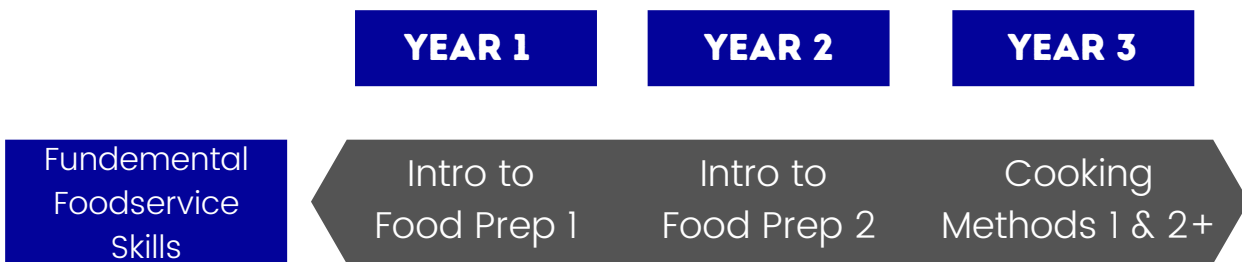 YEAR 1
YEAR 2
YEAR 3
Fundemental
Foodservice
Skills
Intro to
Food Prep 1
Intro to
Food Prep 2
Cooking
Methods 1 & 2+